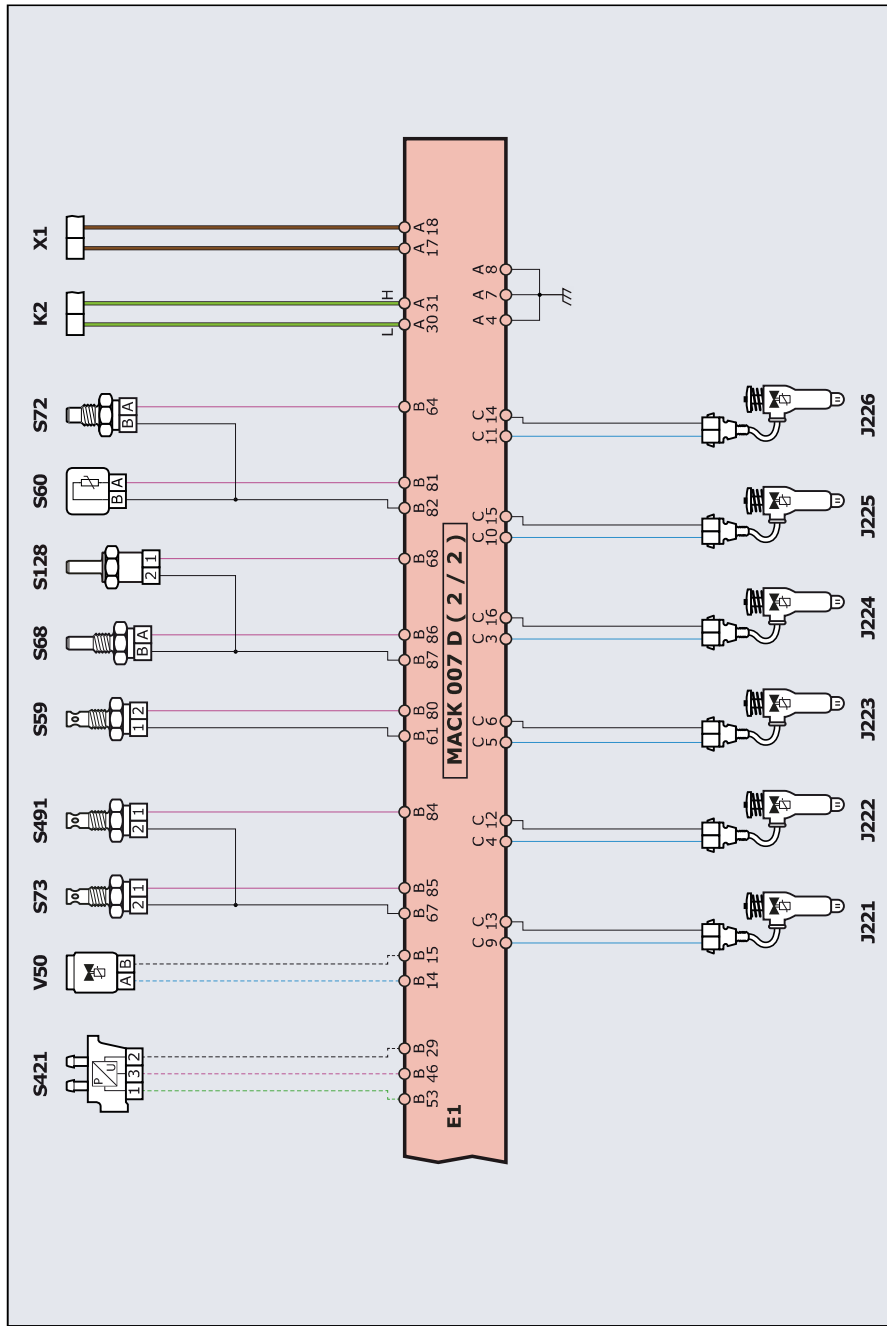 S421
V50
S73
S491
S59
S68
S128
S60
S72
K2
X1
P U
1 3 2
A B
2 1
2 1
1 2
B A
2 1
B A
B A
L H
B B B
53 46 29
B B
14 15
B B
67 85
B
84
B B
61 80
B B
87 86
B
68
B B
82 81
B
64
A A
30 31
A A
17 18
E1
MACK 007 D ( 2 / 2 )
C C
9 13
C C
4 12
C C
5 6
C C
3 16
C C
10 15
C C
11 14
A A A
4 7 8
J221
J222
J223
J224
J225
J226